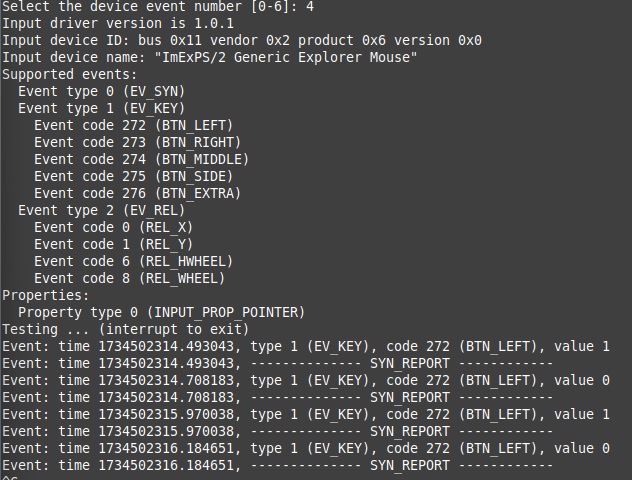 Select the device event number [0-6]: 4
Input driver version is 1.0.1
Input device ID: bus 0x11 vendor 0x2 product 0x6 version 0x0
Input device name: "ImExPS/2 Generic Explorer Mouse"
Supported events:
  Event type 0 (EV_SYN)
  Event type 1 (EV_KEY)
    Event code 272 (BTN_LEFT)
    Event code 273 (BTN_RIGHT)
    Event code 274 (BTN_MIDDLE)
    Event code 275 (BTN_SIDE)
    Event code 276 (BTN_EXTRA)
  Event type 2 (EV_REL)
    Event code 0 (REL_X)
    Event code 1 (REL_Y)
    Event code 6 (REL_HWHEEL)
    Event code 8 (REL_WHEEL)
Properties:
  Property type 0 (INPUT_PROP_POINTER)
Testing ... (interrupt to exit)
Event: time 1734502314.493043, type 1 (EV_KEY), code 272 (BTN_LEFT), value 1
Event: time 1734502314.493043, -------------- SYN_REPORT ------------
Event: time 1734502314.708183, type 1 (EV_KEY), code 272 (BTN_LEFT), value 0
Event: time 1734502314.708183, -------------- SYN_REPORT ------------
Event: time 1734502315.970038, type 1 (EV_KEY), code 272 (BTN_LEFT), value 1
Event: time 1734502315.970038, -------------- SYN_REPORT ------------
Event: time 1734502316.184651, type 1 (EV_KEY), code 272 (BTN_LEFT), value 0
Event: time 1734502316.184651, -------------- SYN_REPORT ------------